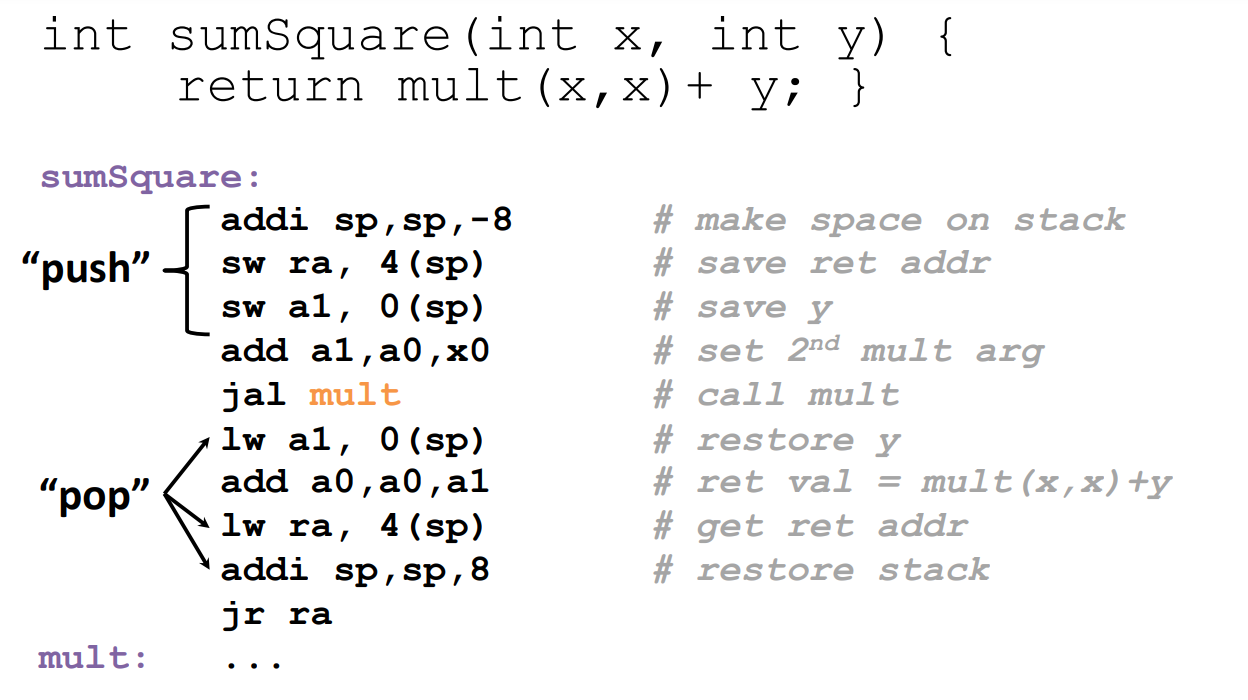 int sumSquare(int x, int y) {
return mult(x,x)+ y; }
sumSquare:
addi sp,sp,-8 # make space on stack
“push” sw ra, 4(sp) # save ret addr
sw a1, 0(sp) # save y
add a1,a0,x0 # set 2nd mult arg
jal mult # call mult
lw a1, 0(sp) # restore y
“pop” add a0,a0,a1 # ret val = mult(x,x)+y
lw ra, 4(sp) # get ret addr
addi sp,sp,8 # restore stack
jr ra
mult: ...